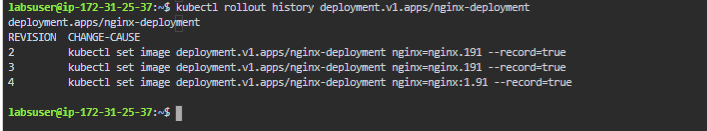 labsuser@ip-172-31-25-37:~$ kubectl rollout history deployment.v1.apps/nginx-deployment
deployment.apps/nginx-deployment
REVISION  CHANGE-CAUSE
2         kubectl set image deployment.v1.apps/nginx-deployment nginx=nginx.191 --record=true
3         kubectl set image deployment.v1.apps/nginx-deployment nginx=nginx.191 --record=true
4         kubectl set image deployment.v1.apps/nginx-deployment nginx=nginx:1.91 --record=true
labsuser@ip-172-31-25-37:~$